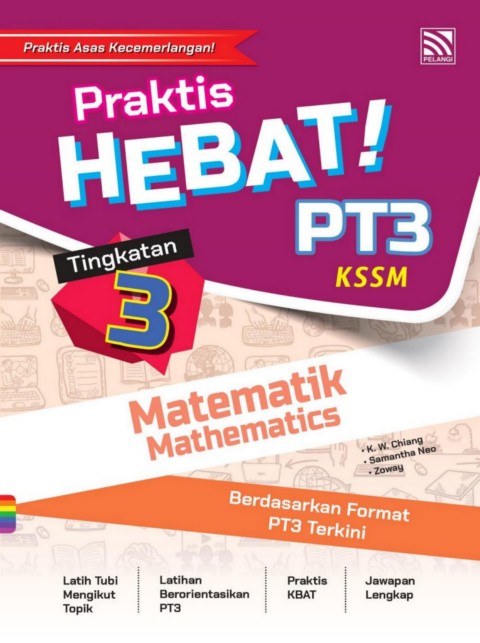 Praktis Asas Kecemerlangan!
PELANGI
Praktis
HEBAT!
PT3
KSSM
Tingkatan
3
Matematik
Mathematics
• K. W. Chiang
• Samantha Neo
• Zoway
Berdasarkan Format
PT3 Terkini
Latih Tubi
Mengikut
Topik
Latihan
Berorientasikan
PT3
Praktis
KBAT
Jawapan
Lengkap